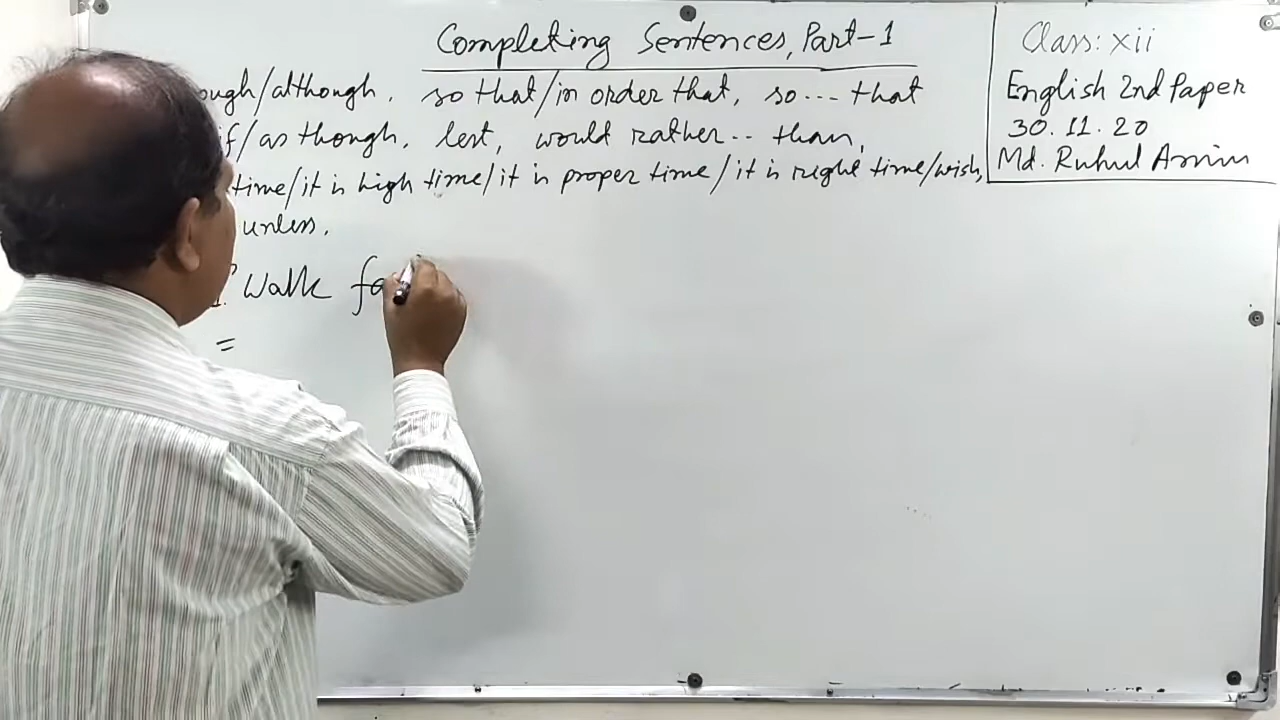 Completing Sentences, Part-1
ough/although, so that/in order that, so... that
if/as though, lest, would rather.. than,
time/it is high time/it is proper time/it is right time/wish,
unless.
1. Walk fa
=
Class: xii
English 2nd Paper
30.11.20
Md. Ruhul Amin